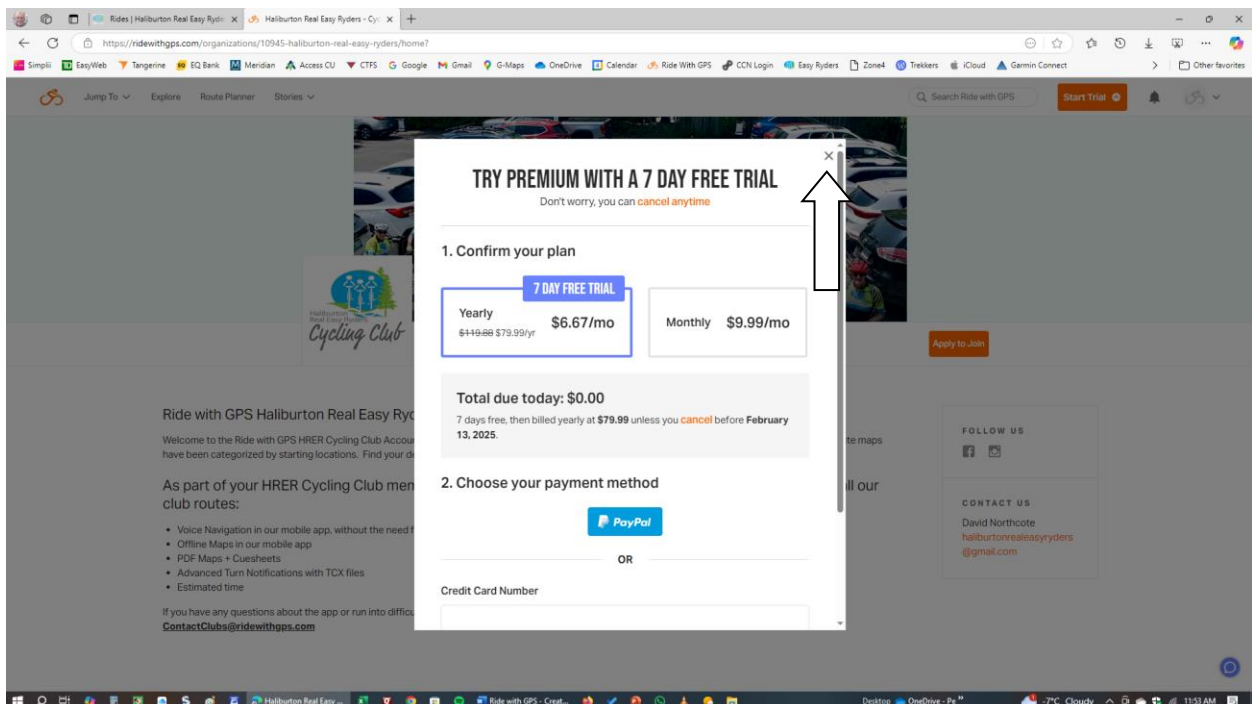 Rides | Haliburton Real Easy Ryde
Haliburton Real Easy Ryders - Cyc
https://ridewithgps.com/organizations/10945-haliburton-real-easy-ryders/home?
Simplii EasyWeb Tangerine EQ Bank Meridian Access CU CTFS Google Gmail G-Maps OneDrive Calendar Ride With GPS CCN Login Easy Ryders Zone4 Trekkers iCloud Garmin Connect Other favorites
Jump To Explore Route Planner Stories Search Ride with GPS Start Trial
TRY PREMIUM WITH A 7 DAY FREE TRIAL
Don't worry, you can cancel anytime
1. Confirm your plan
7 DAY FREE TRIAL
Yearly
$119.88 $79.99/yr
$6.67/mo
Monthly $9.99/mo
Total due today: $0.00
7 days free, then billed yearly at $79.99 unless you cancel before February
13, 2025.
2. Choose your payment method
PayPal
OR
Credit Card Number
Haliburton
Real Easy Ryders
Cycling Club
Apply to Join
Ride with GPS Haliburton Real Easy Ryd
Welcome to the Ride with GPS HRER Cycling Club Accou
te maps
have been categorized by starting locations. Find your de
As part of your HRER Cycling Club mem
ll our
club routes:
• Voice Navigation in our mobile app, without the need f
• Offline Maps in our mobile app
• PDF Maps + Cuesheets
• Advanced Turn Notifications with TCX files
• Estimated time
If you have any questions about the app or run into difficu
ContactClubs@ridewithgps.com
FOLLOW US
CONTACT US
David Northcote
haliburtonrealeasyryders
@gmail.com
Haliburton Real Easy ... Ride with GPS - Creat... Desktop OneDrive - Pe -7°C Cloudy 11:53 AM